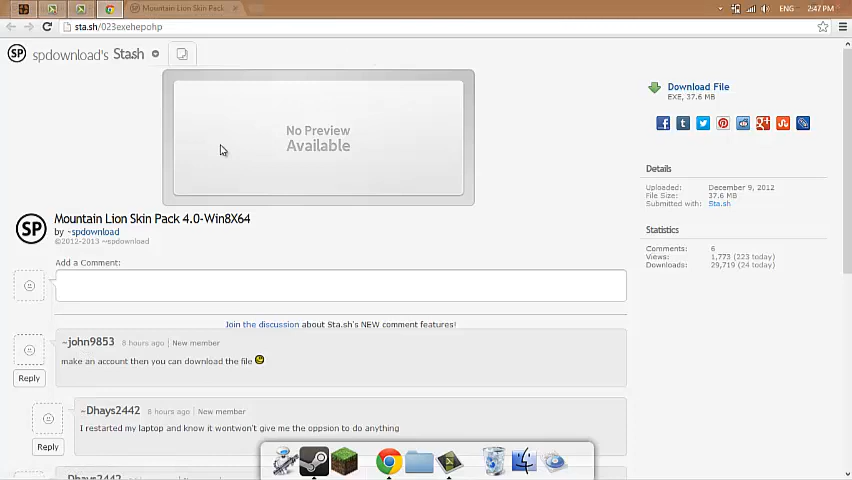 Mountain Lion Skin Pack
ENG
2:47 PM
sta.sh/023exehepohp
SP
spdownload's Stash
No Preview
Available
Download File
EXE, 37.6 MB
Details
Uploaded: December 9, 2012
File Size: 37.6 MB
Submitted with: Sta.sh
SP
Mountain Lion Skin Pack 4.0-Win8X64
by ~spdownload
©2012-2013 ~spdownload
Statistics
Comments: 6
Views: 1,773 (223 today)
Downloads: 29,719 (24 today)
Add a Comment:
Join the discussion about Sta.sh's NEW comment features!
~john9853 8 hours ago | New member
make an account then you can download the file
Reply
~Dhays2442 8 hours ago | New member
I restarted my laptop and know it wontwon't give me the oppsion to do anything
Reply
Dhays2442